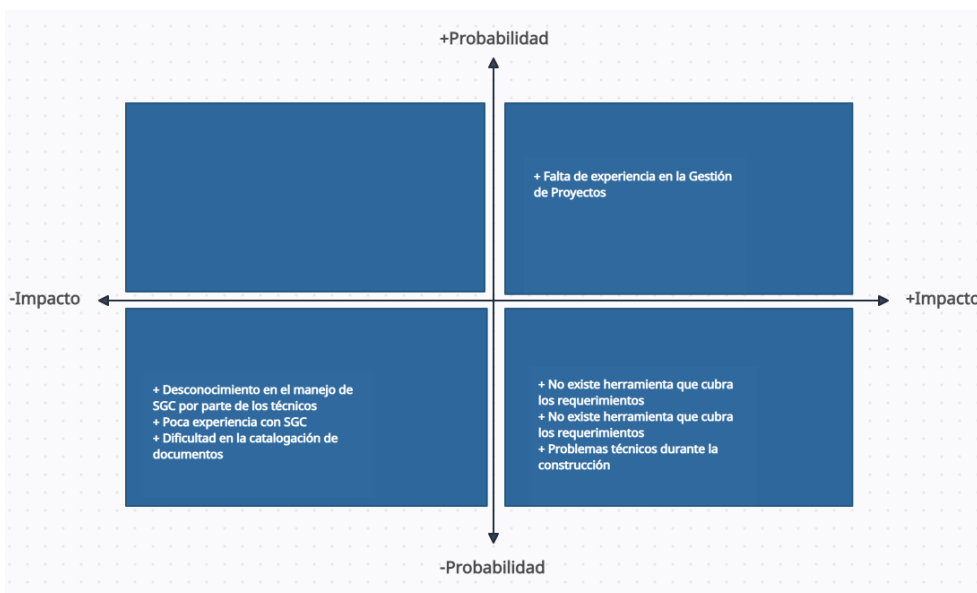 +Probabilidad
+ Falta de experiencia en la Gestión
de Proyectos
-Impacto
+Impacto
+ Desconocimiento en el manejo de
SGC por parte de los técnicos
+ Poca experiencia con SGC
+ Dificultad en la catalogación de
documentos
+ No existe herramienta que cubra
los requerimientos
+ No existe herramienta que cubra
los requerimientos
+ Problemas técnicos durante la
construcción
-Probabilidad